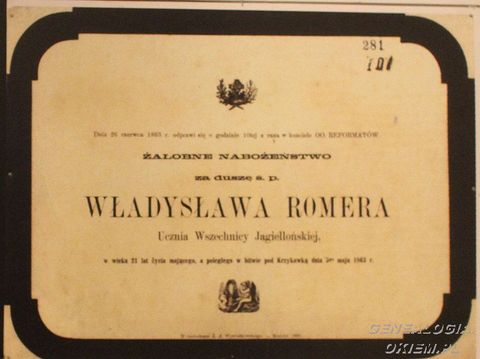 281
101
Dnia 26 czerwca 1863 r. odprawi się o godzinie 10tej z rana w kościele OO. REFORMATÓW
ŻAŁOBNE NABOŻEŃSTWO
za duszę ś. p.
WŁADYSŁAWA ROMERA
Ucznia Wszechnicy Jagiellońskiej,
w wieku 21 lat życia mającego, a poległego w bitwie pod Krzykawką dnia 5go maja 1863 r.
GENEALOGIA
OKIEM.PL